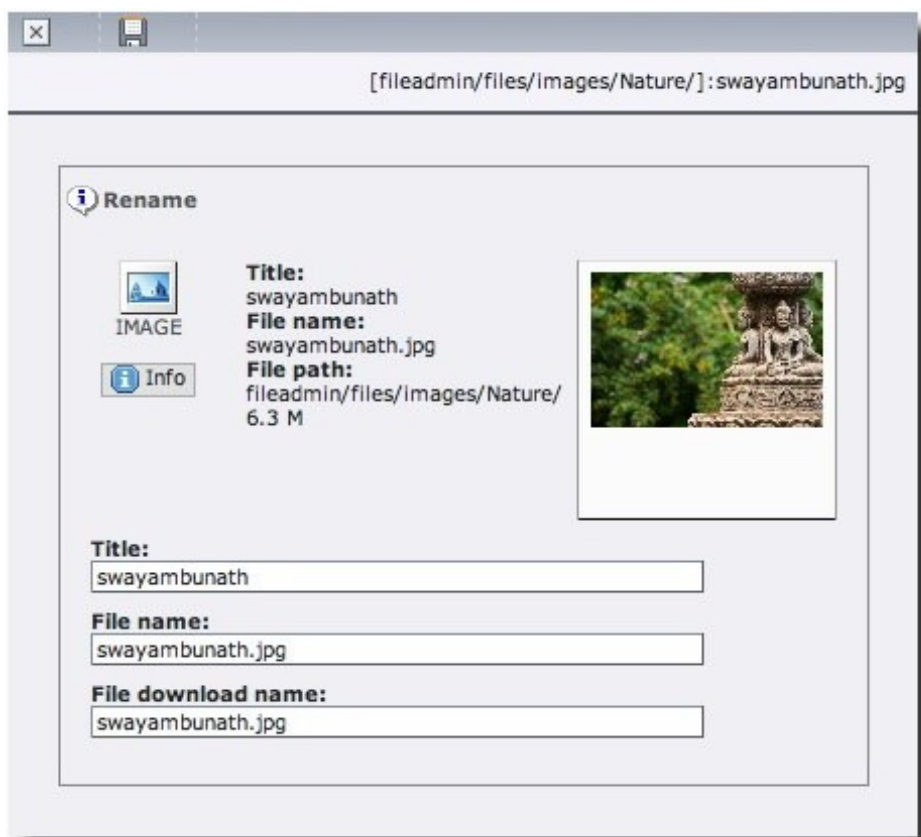 [fileadmin/files/images/Nature/]:swayambunath.jpg
Rename
IMAGE
Info
Title:
swayambunath
File name:
swayambunath.jpg
File path:
fileadmin/files/images/Nature/
6.3 M
Title:
swayambunath
File name:
swayambunath.jpg
File download name:
swayambunath.jpg